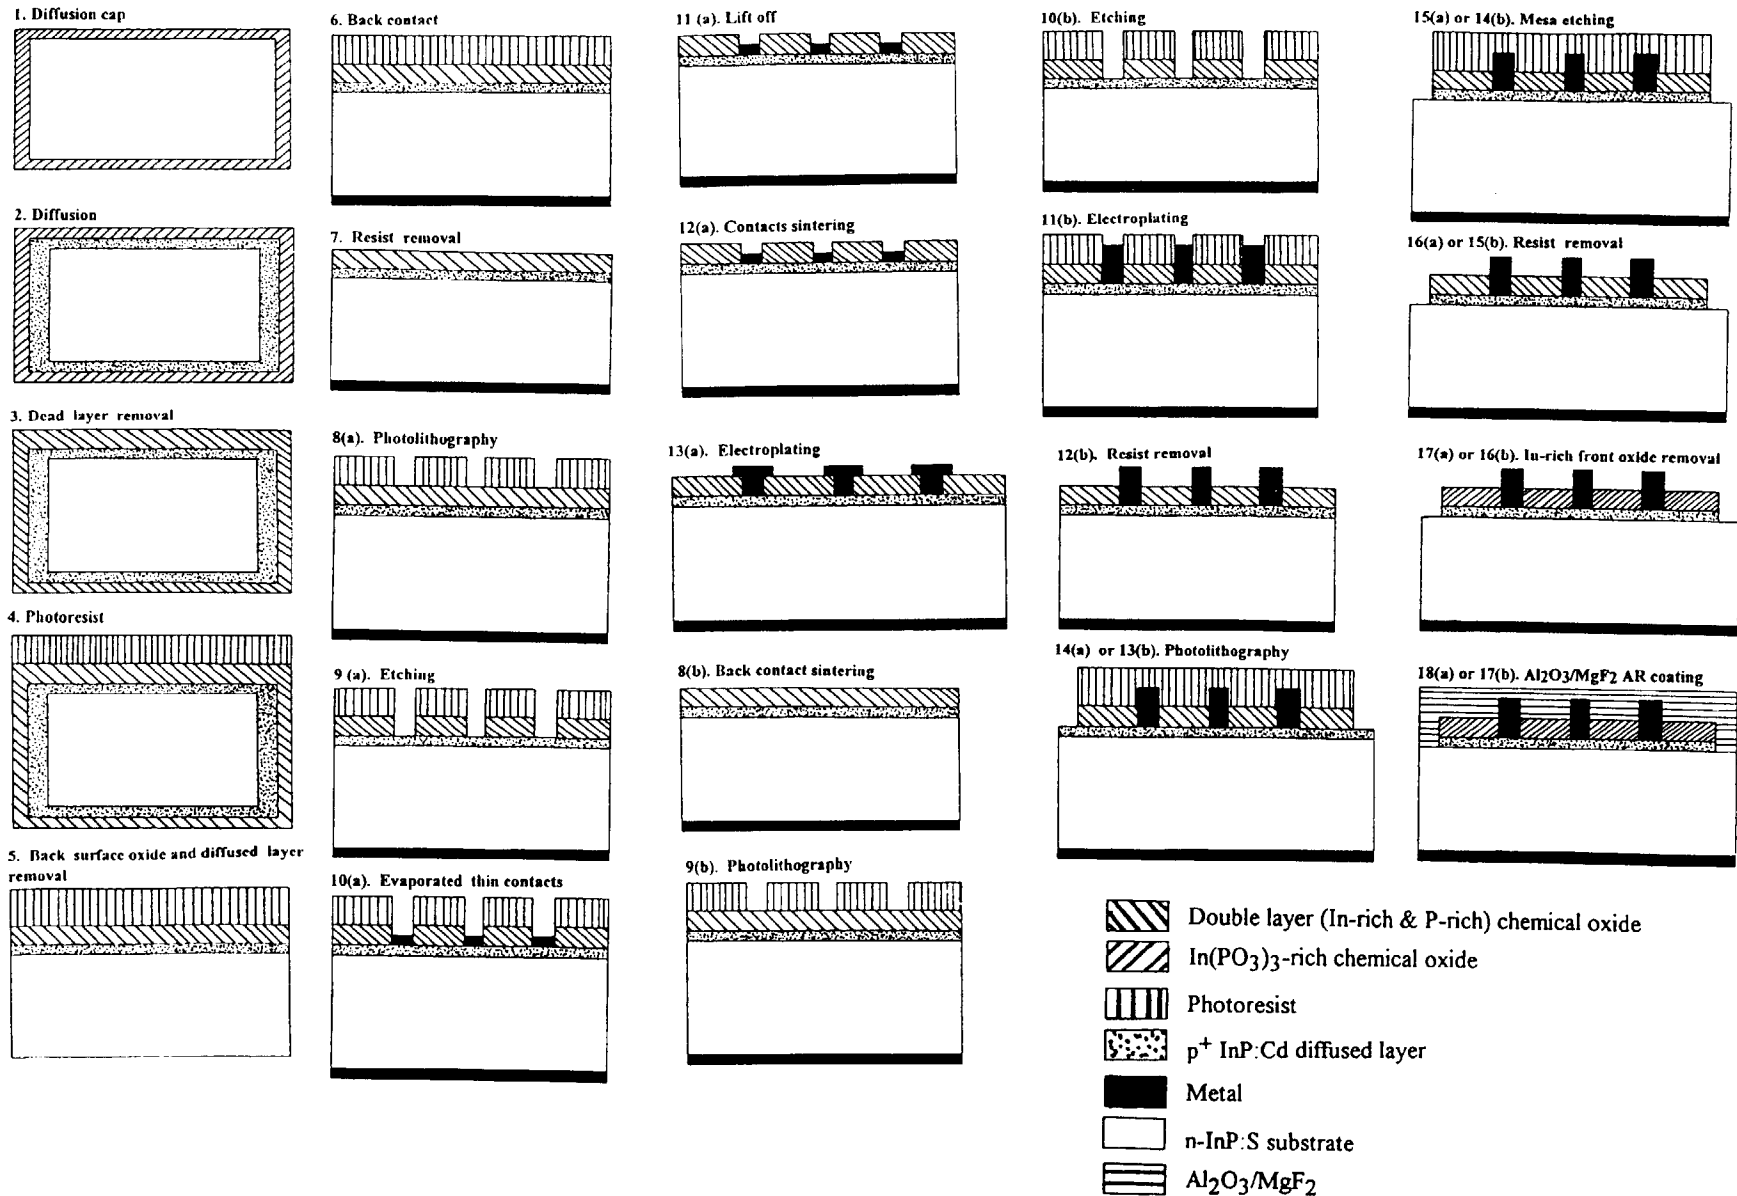 1. Diffusion cap
2. Diffusion
3. Dead layer removal
4. Photoresist
5. Back surface oxide and diffused layer
removal
6. Back contact
7. Resist removal
8(a). Photolithography
9 (a). Etching
10(a). Evaporated thin contacts
11 (a). Lift off
12(a). Contacts sintering
13(a). Electroplating
8(b). Back contact sintering
9(b). Photolithography
10(b). Etching
11(b). Electroplating
12(b). Resist removal
14(a) or 13(b). Photolithography
15(a) or 14(b). Mesa etching
16(a) or 15(b). Resist removal
17(a) or 16(b). In-rich front oxide removal
18(a) or 17(b). Al2O3/MgF2 AR coating
Double layer (In-rich & P-rich) chemical oxide
In(PO3)3-rich chemical oxide
Photoresist
p+ InP:Cd diffused layer
Metal
n-InP:S substrate
Al2O3/MgF2